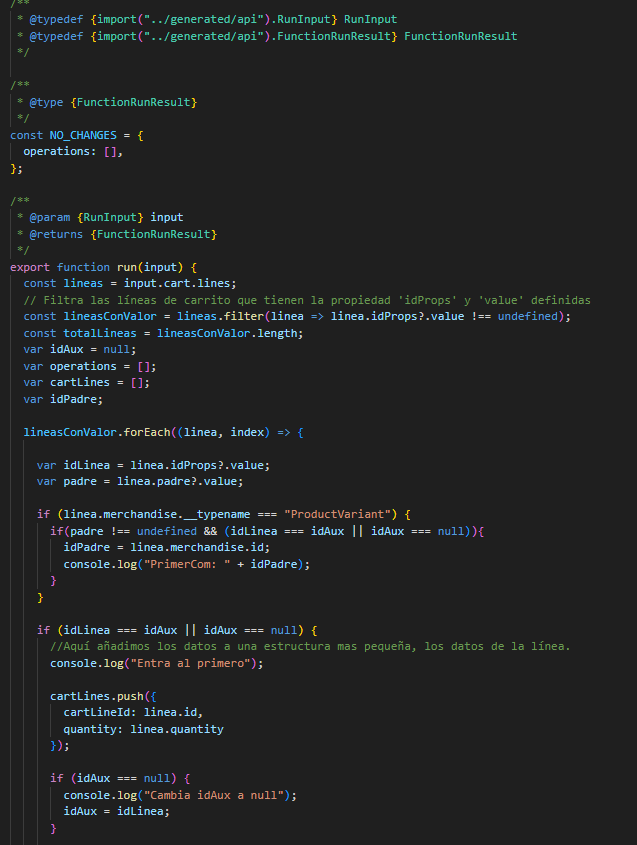 /**
 * @typedef {import("../generated/api").RunInput} RunInput
 * @typedef {import("../generated/api").FunctionRunResult} FunctionRunResult
 */
/**
 * @type {FunctionRunResult}
 */
const NO_CHANGES = {
  operations: [],
};
/**
 * @param {RunInput} input
 * @returns {FunctionRunResult}
 */
export function run(input) {
  const lineas = input.cart.lines;
  // Filtra las líneas de carrito que tienen la propiedad 'idProps' y 'value' definidas
  const lineasConValor = lineas.filter(linea => linea.idProps?.value !== undefined);
  const totalLineas = lineasConValor.length;
  var idAux = null;
  var operations = [];
  var cartLines = [];
  var idPadre;
  lineasConValor.forEach((linea, index) => {
    var idLinea = linea.idProps?.value;
    var padre = linea.padre?.value;
    if (linea.merchandise.__typename === "ProductVariant") {
      if(padre !== undefined && (idLinea === idAux || idAux === null)){
        idPadre = linea.merchandise.id;
        console.log("PrimerCom: " + idPadre);
      }
    }
    if (idLinea === idAux || idAux === null) {
      //Aquí añadimos los datos a una estructura mas pequeña, los datos de la línea.
      console.log("Entra al primero");
      cartLines.push({
        cartLineId: linea.id,
        quantity: linea.quantity
      });
      if (idAux === null) {
        console.log("Cambia idAux a null");
        idAux = idLinea;
      }